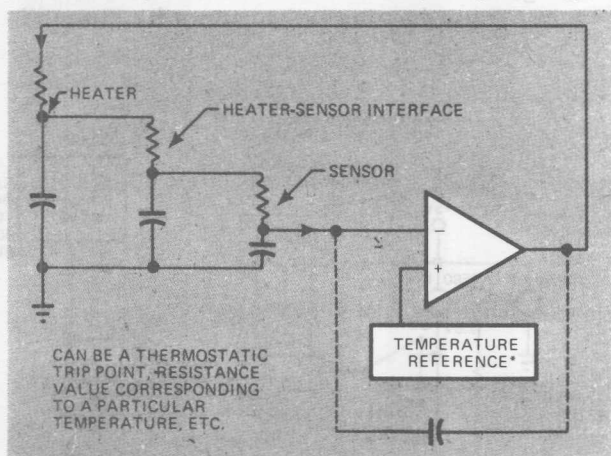 HEATER
HEATER-SENSOR INTERFACE
SENSOR
−
+
TEMPERATURE
REFERENCE*
CAN BE A THERMOSTATIC
TRIP POINT, RESISTANCE
VALUE CORRESPONDING
TO A PARTICULAR
TEMPERATURE, ETC.